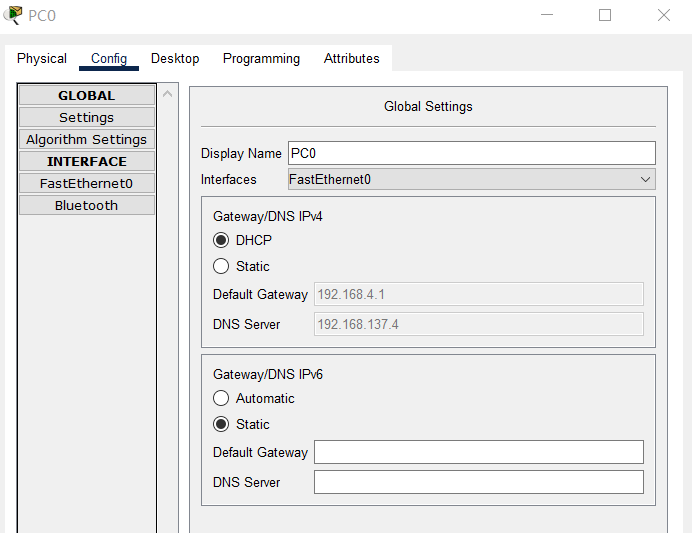 PC0
Physical Config Desktop Programming Attributes
GLOBAL
Settings
Algorithm Settings
INTERFACE
FastEthernet0
Bluetooth
Global Settings
Display Name PC0
Interfaces FastEthernet0
Gateway/DNS IPv4
DHCP
Static
Default Gateway 192.168.4.1
DNS Server 192.168.137.4
Gateway/DNS IPv6
Automatic
Static
Default Gateway
DNS Server